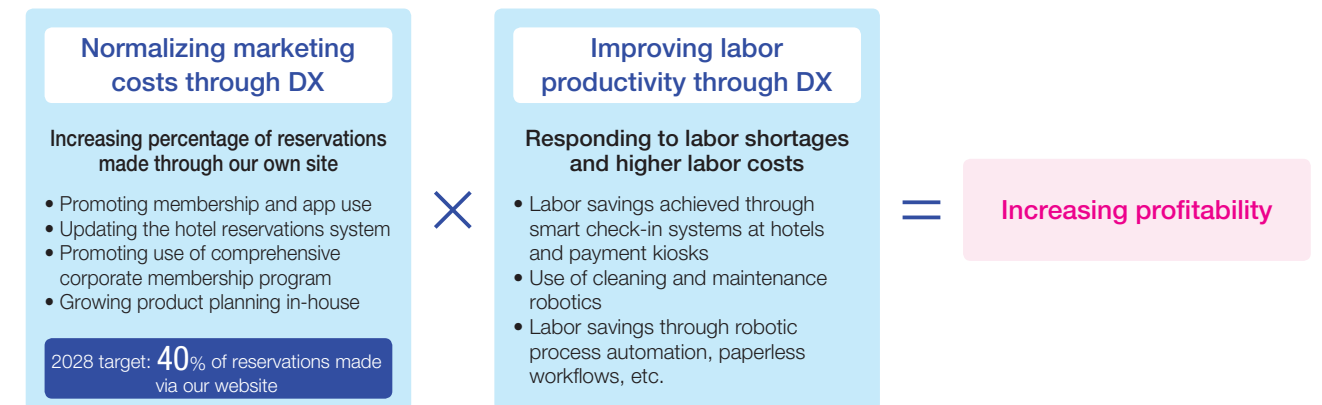 Normalizing marketing
costs through DX
Increasing percentage of reservations
made through our own site
• Promoting membership and app use
• Updating the hotel reservations system
• Promoting use of comprehensive
corporate membership program
• Growing product planning in-house
2028 target: 40% of reservations made
via our website
×
Improving labor
productivity through DX
Responding to labor shortages
and higher labor costs
• Labor savings achieved through
smart check-in systems at hotels
and payment kiosks
• Use of cleaning and maintenance
robotics
• Labor savings through robotic
process automation, paperless
workflows, etc.
=
Increasing profitability